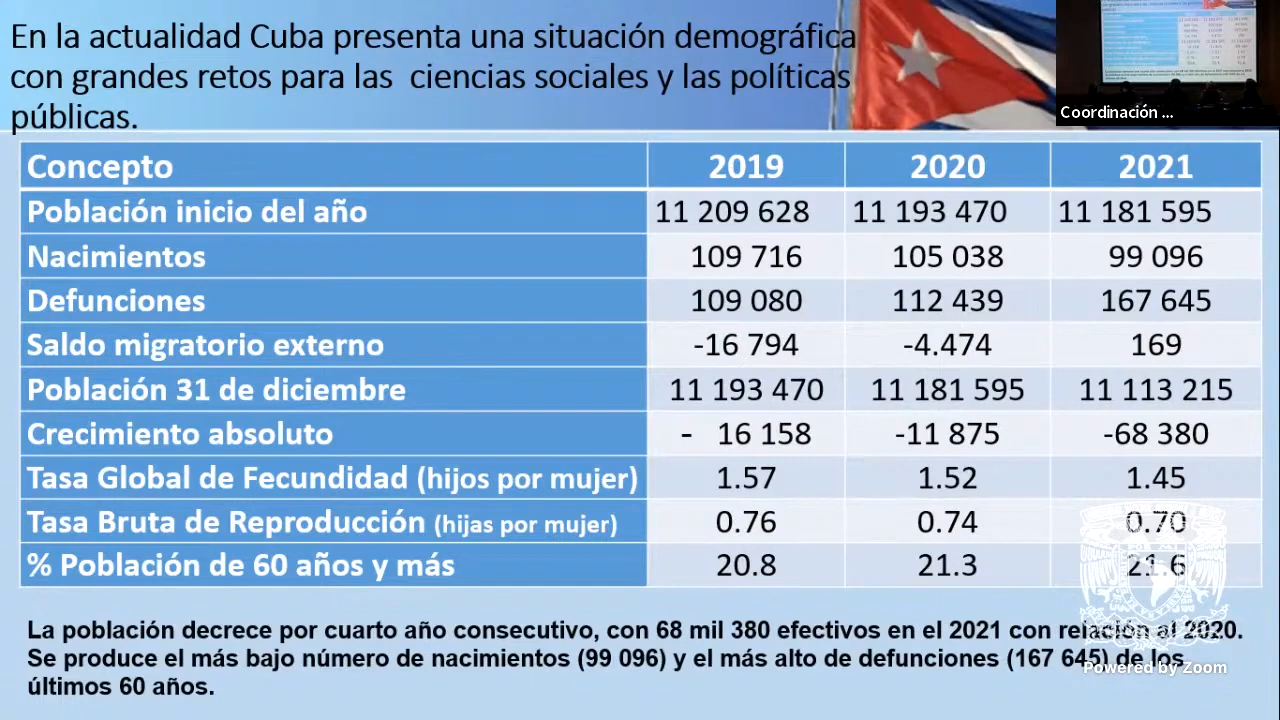 En la actualidad Cuba presenta una situación demográfica
con grandes retos para las ciencias sociales y las políticas
públicas.
Coordinación ...
Concepto 2019 2020 2021
Población inicio del año 11 209 628 11 193 470 11 181 595
Nacimientos 109 716 105 038 99 096
Defunciones 109 080 112 439 167 645
Saldo migratorio externo -16 794 -4.474 169
Población 31 de diciembre 11 193 470 11 181 595 11 113 215
Crecimiento absoluto - 16 158 -11 875 -68 380
Tasa Global de Fecundidad (hijos por mujer) 1.57 1.52 1.45
Tasa Bruta de Reproducción (hijas por mujer) 0.76 0.74 0.70
% Población de 60 años y más 20.8 21.3 21.6
La población decrece por cuarto año consecutivo, con 68 mil 380 efectivos en el 2021 con relación al 2020.
Se produce el más bajo número de nacimientos (99 096) y el más alto de defunciones (167 645) de los
últimos 60 años.
Powered by Zoom